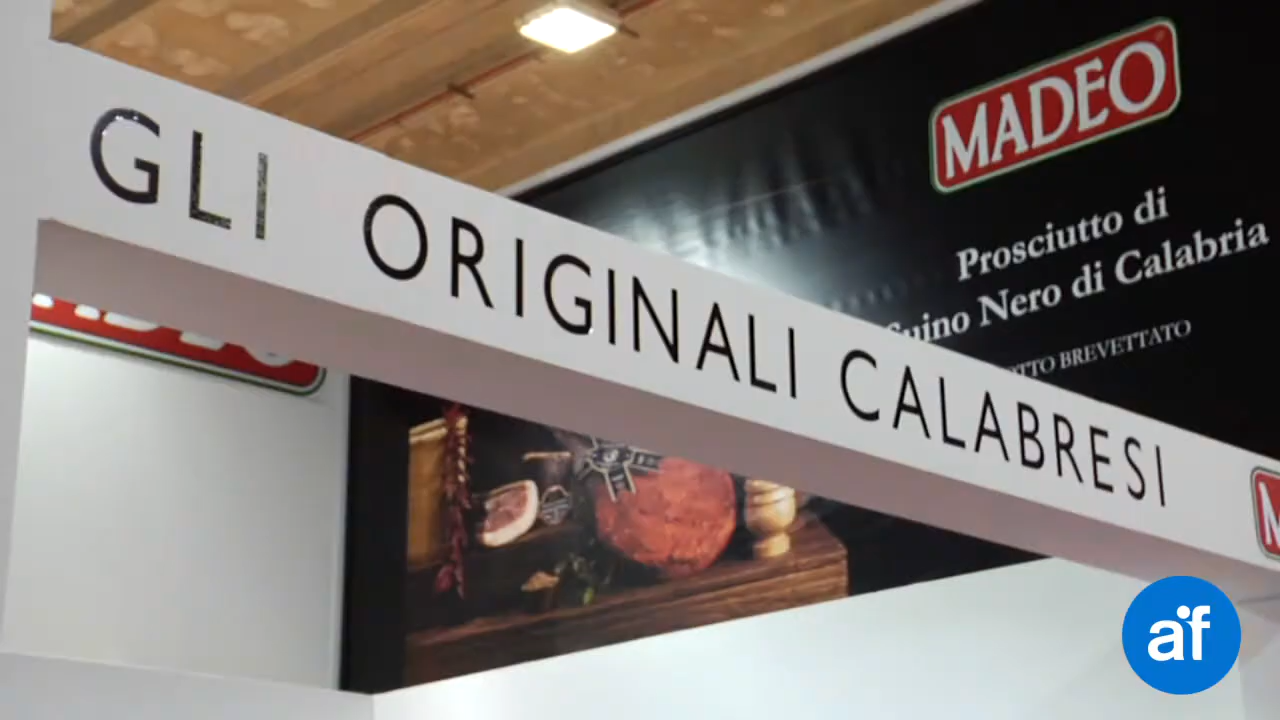 MADEO
GLI ORIGINALI CALABRESI
Prosciutto di
Suino Nero di Calabria
BREVETTATO
af